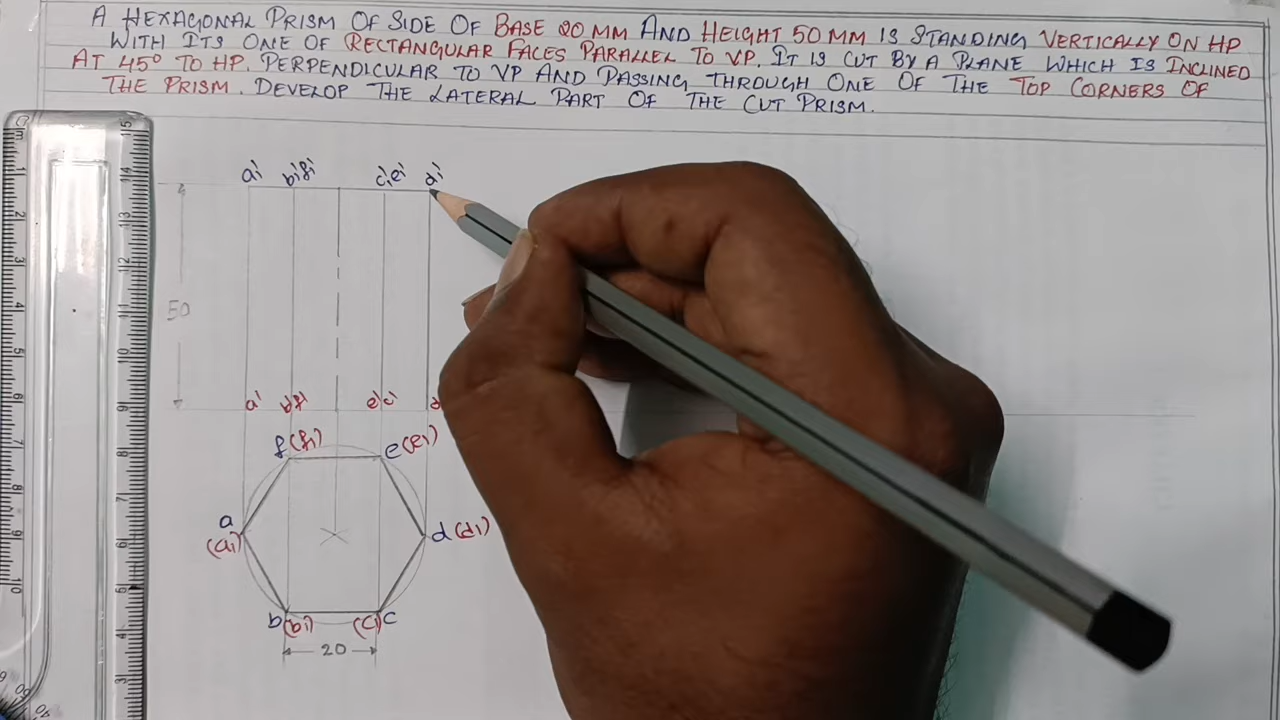 A HEXAGONAL PRISM OF SIDE OF BASE 20 MM AND HEIGHT 50 MM IS STANDING VERTICALLY ON HP
WITH ITS ONE OF RECTANGULAR FACES PARALLEL TO VP. IT IS CUT BY A PLANE WHICH IS INCLINED
AT 45° TO HP. PERPENDICULAR TO VP AND PASSING THROUGH ONE OF THE TOP CORNERS OF
THE PRISM. DEVELOP THE LATERAL PART OF THE CUT PRISM.
50
f(f1) e(e1)
a
(a1)
d(d1)
b(b1) (c1)c
20